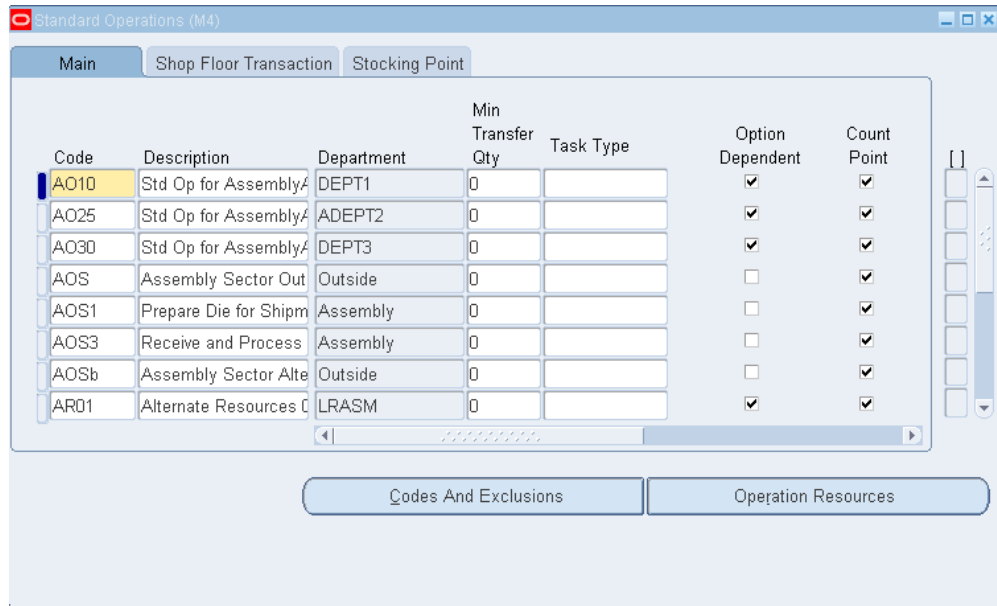 Standard Operations (M4)
Main Shop Floor Transaction Stocking Point
Min
Transfer Option Count
Code Description Department Qty Task Type Dependent Point [ ]
AO10 Std Op for AssemblyA DEPT1 0
AO25 Std Op for AssemblyA ADEPT2 0
AO30 Std Op for AssemblyA DEPT3 0
AOS Assembly Sector Out Outside 0
AOS1 Prepare Die for Shipm Assembly 0
AOS3 Receive and Process Assembly 0
AOSb Assembly Sector Alte Outside 0
AR01 Alternate Resources LRASM 0
Codes And Exclusions Operation Resources